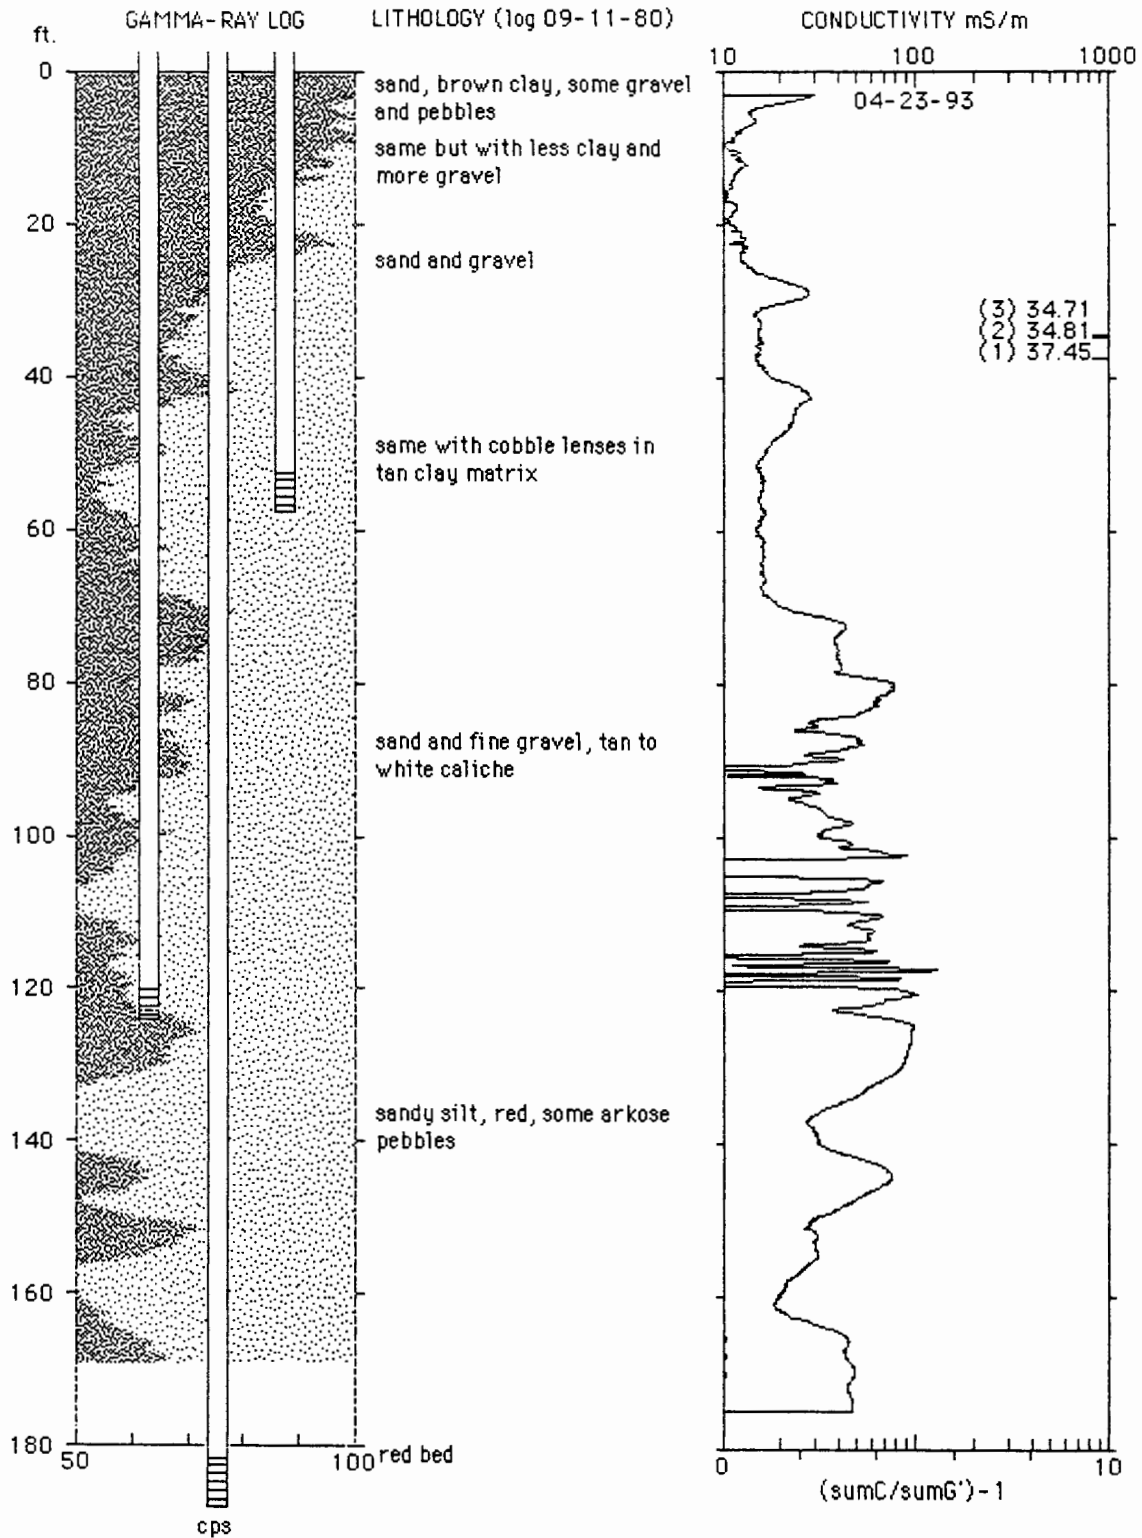 GAMMA-RAY LOG
LITHOLOGY (log 09-11-80)
CONDUCTIVITY mS/m
ft.
10 100 1000
0
04-23-93
sand, brown clay, some gravel
and pebbles
same but with less clay and
more gravel
20
sand and gravel
(3) 34.71
(2) 34.81
(1) 37.45
40
same with cobble lenses in
tan clay matrix
60
80
sand and fine gravel, tan to
white caliche
100
120
sandy silt, red, some arkose
pebbles
140
160
180
50 100
red bed
0 10
(sumC/sumG')-1
cps